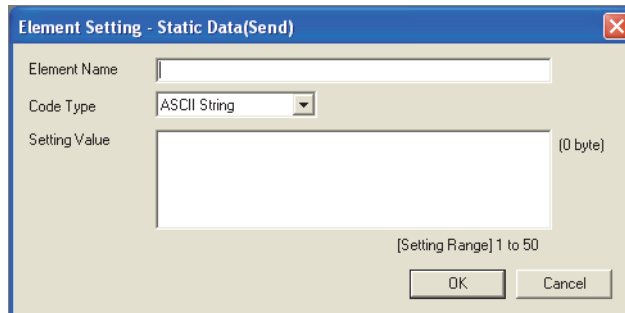 Element Setting - Static Data(Send)
Element Name
Code Type ASCII String
Setting Value (0 byte)
[Setting Range] 1 to 50
OK Cancel